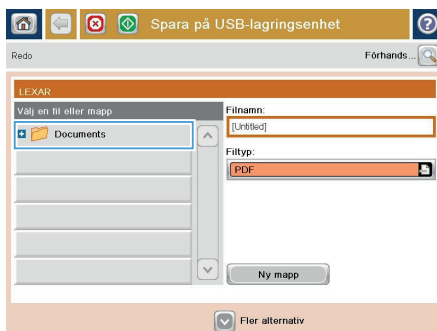 Spara på USB-lagringsenhet
Redo
Förhands...
LEXAR
Välj en fil eller mapp
Documents
Filnamn:
[Untitled]
Filtyp:
PDF
Ny mapp
Fler alternativ